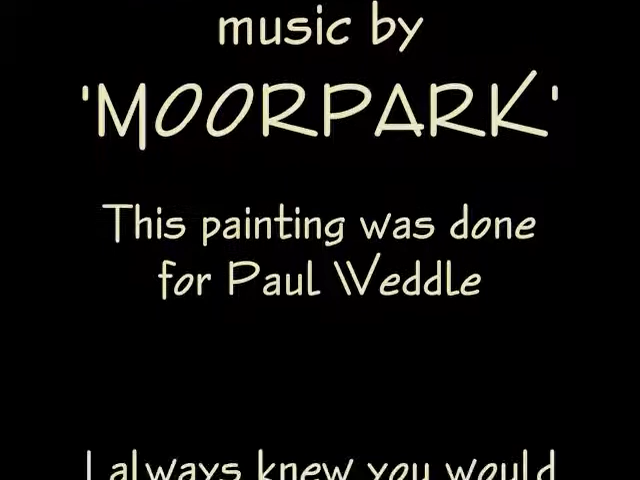 music by
'MOORPARK'
This painting was done
for Paul Weddle
I always knew you would